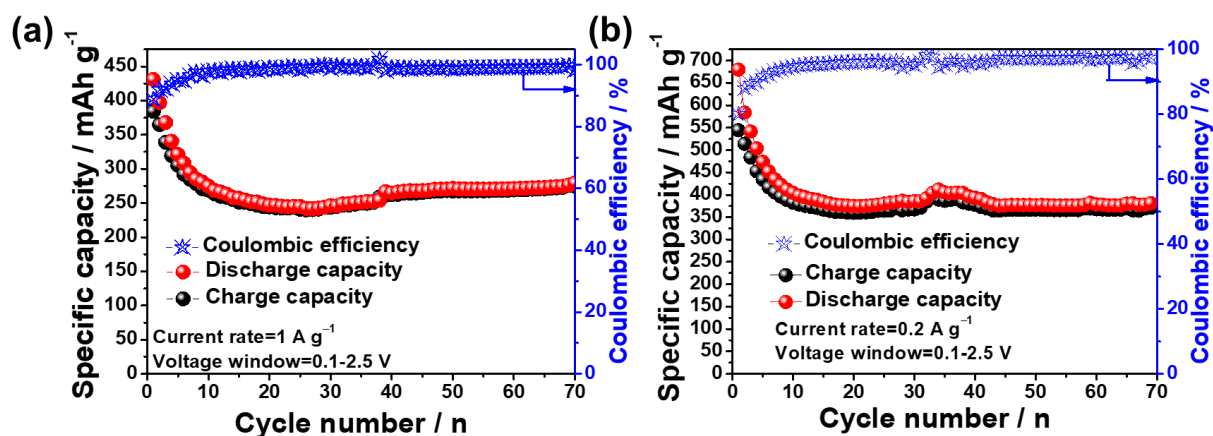 (a)
Specific capacity / mAh g⁻¹
450
400
350
300
250
200
150
100
50
0
Coulombic efficiency
Discharge capacity
Charge capacity
Current rate=1 A g⁻¹
Voltage window=0.1-2.5 V
0 10 20 30 40 50 60 70
Cycle number / n
100
80
60
40
20
0
Coulombic efficiency / %
(b)
Specific capacity / mAh g⁻¹
700
650
600
550
500
450
400
350
300
250
200
150
100
50
0
Coulombic efficiency
Charge capacity
Discharge capacity
Current rate=0.2 A g⁻¹
Voltage window=0.1-2.5 V
0 10 20 30 40 50 60 70
Cycle number / n
100
80
60
40
20
0
Coulombic efficiency / %